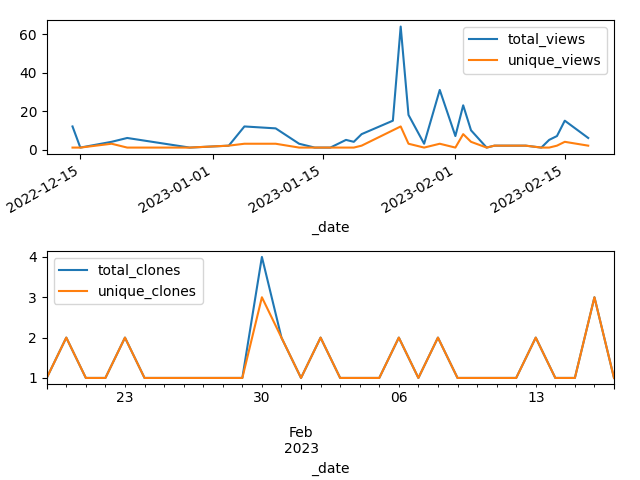 60
40
20
0
total_views
unique_views
2022-12-15
2023-01-01
2023-01-15
2023-02-01
2023-02-15
_date
4
3
2
1
total_clones
unique_clones
23
30
06
13
Feb
2023
_date